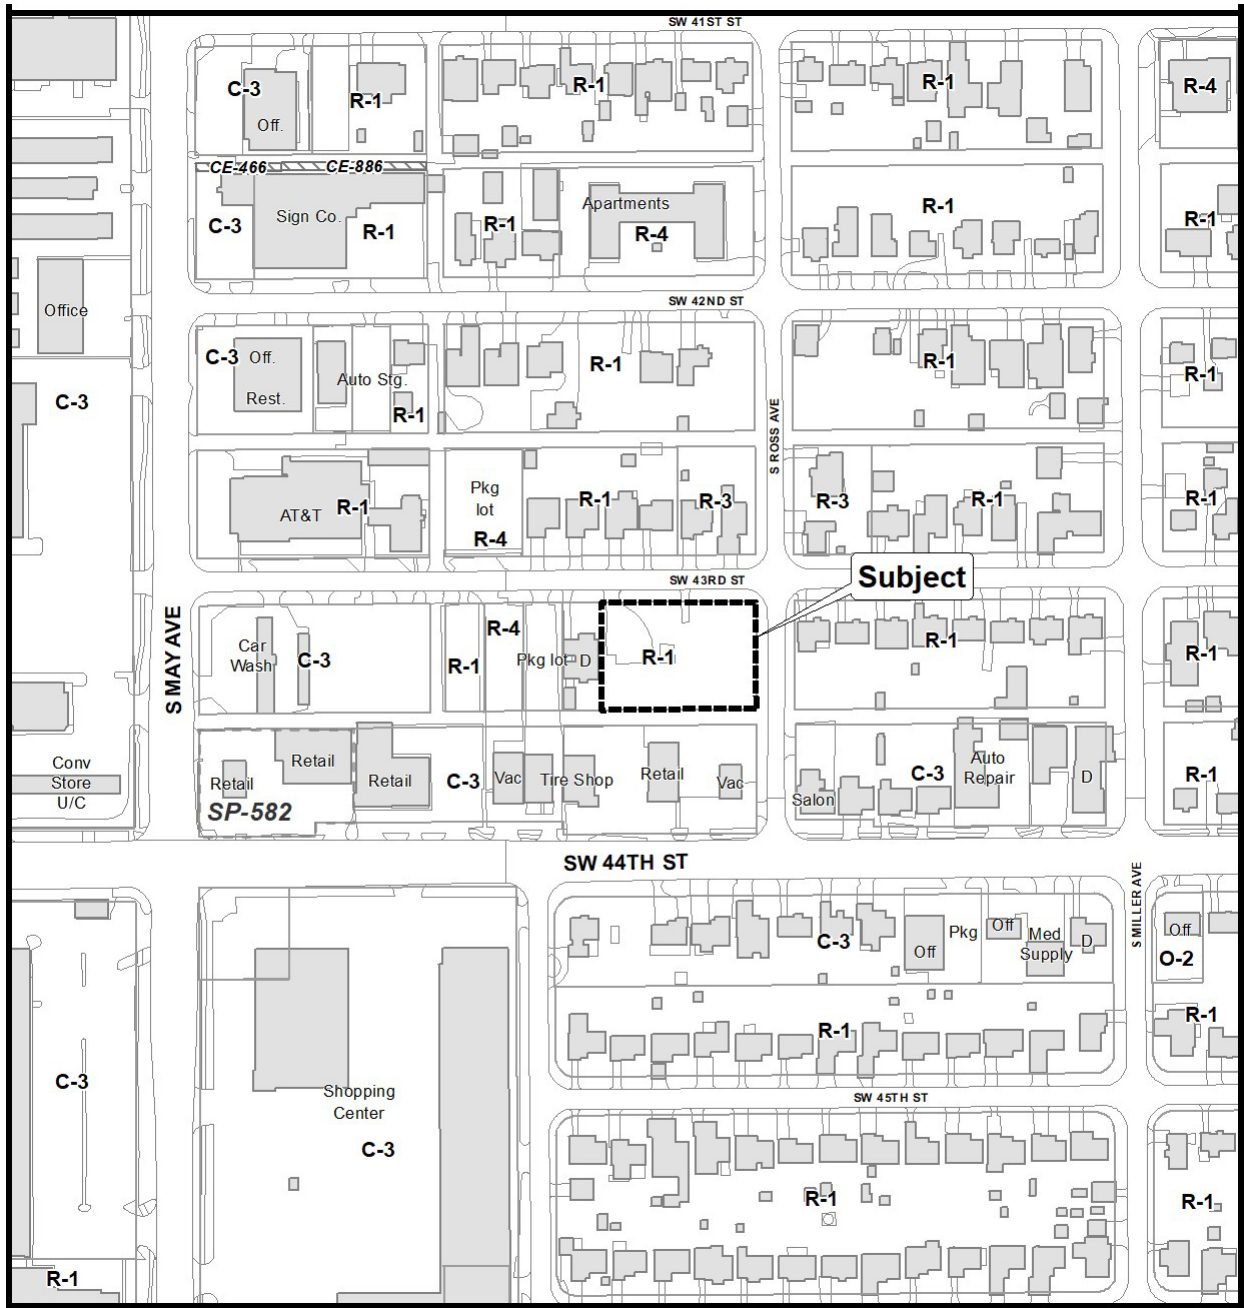 SW 41ST ST
C-3
Off.
R-1
R-1
R-1
R-4
CE-466
CE-886
C-3
Sign Co.
R-1
R-1
Apartments
R-4
R-1
R-1
Office
SW 42ND ST
C-3
Off.
Rest.
Auto Stg.
R-1
R-1
R-1
R-1
C-3
S ROSS AVE
AT&T
R-1
Pkg
lot
R-4
R-1
R-3
R-3
R-1
R-1
SW 43RD ST
Subject
S MAY AVE
Car
Wash
C-3
R-1
R-4
Pkg lot
D
R-1
R-1
R-1
Conv
Store
U/C
Retail
Retail
Retail
SP-582
C-3
Vac
Tire Shop
Retail
Vac
Salon
C-3
Auto
Repair
D
R-1
SW 44TH ST
S MILLER AVE
C-3
Off
Pkg
Off
Med
Supply
D
Off
O-2
R-1
R-1
C-3
Shopping
Center
C-3
SW 45TH ST
R-1
R-1
R-1